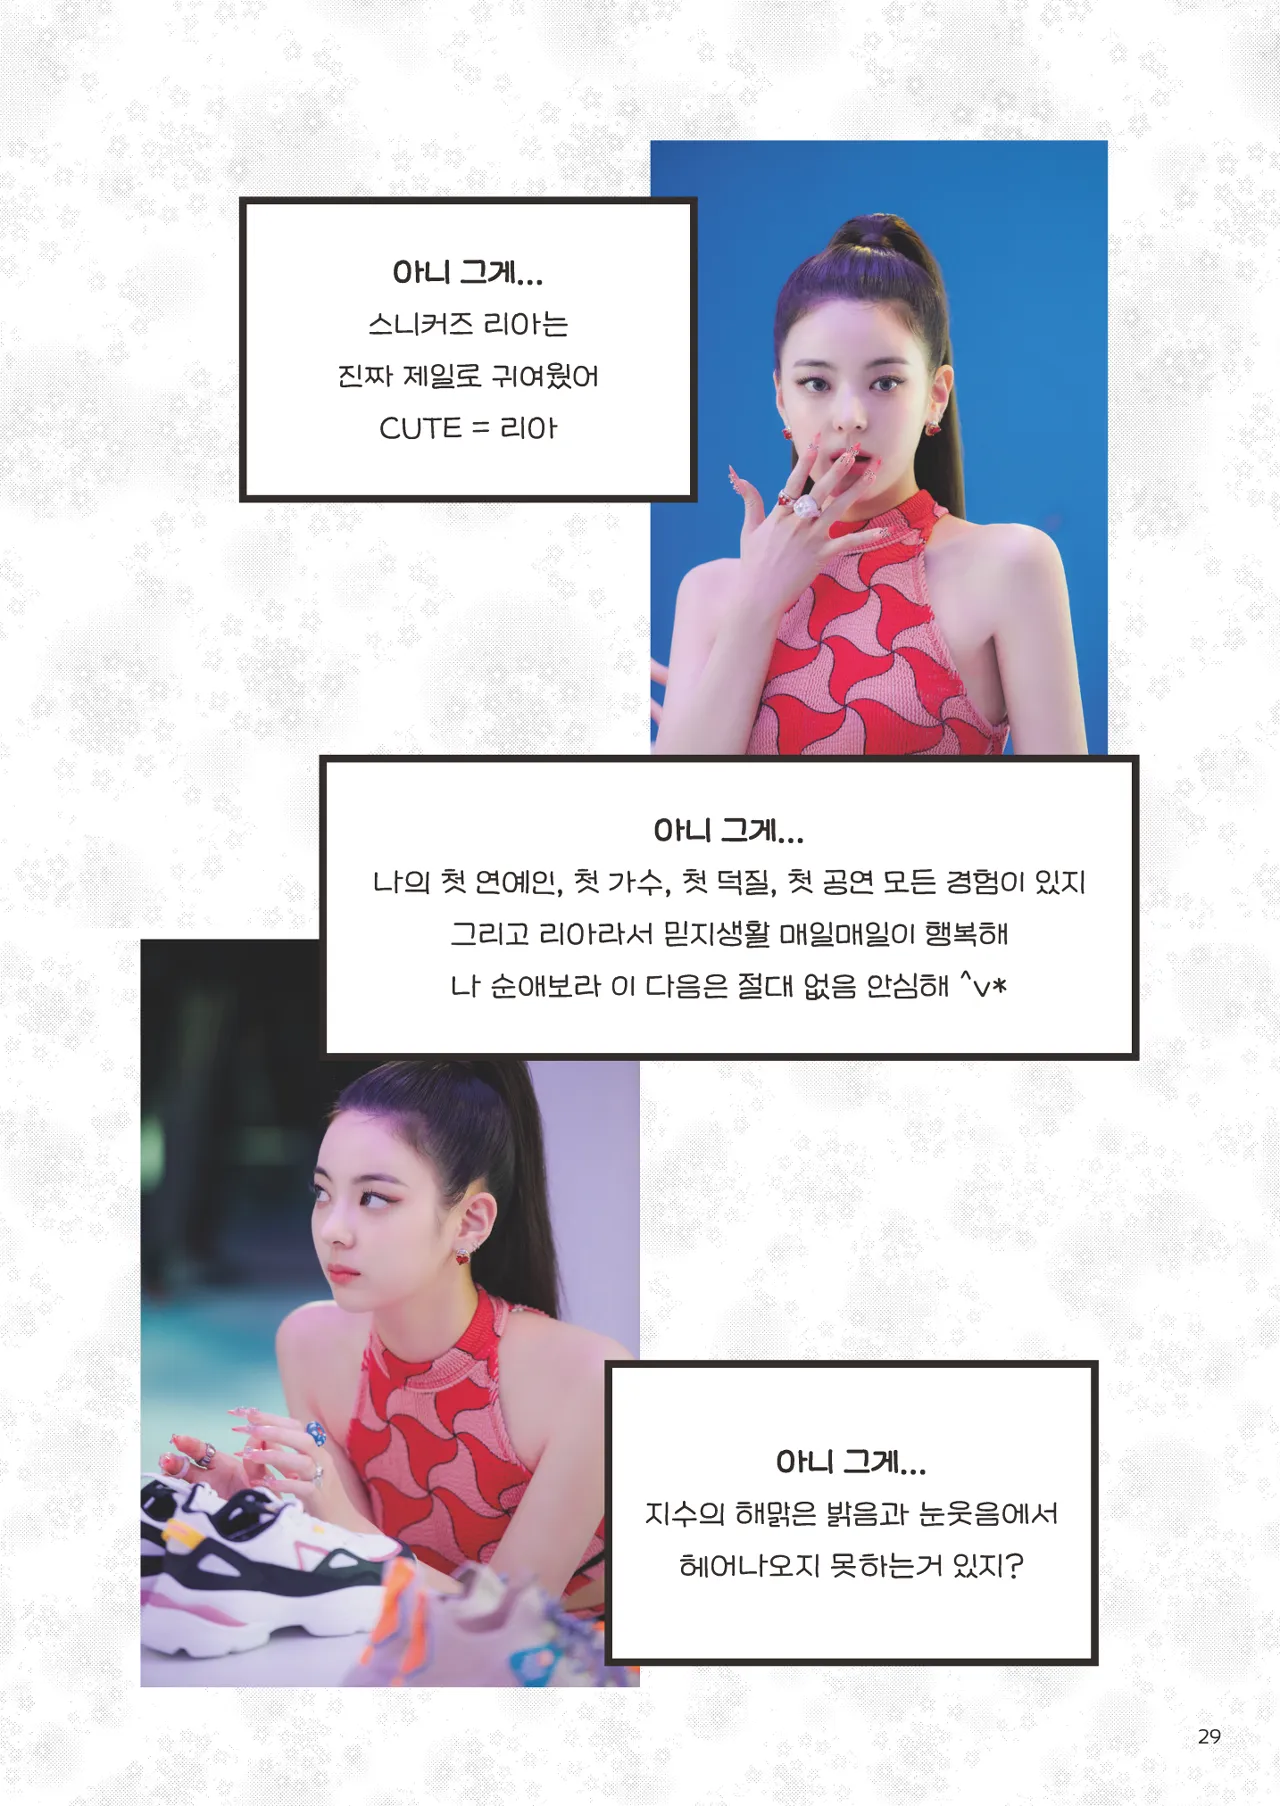 아니 그게...
스니커즈 리아는
진짜 제일로 귀여웠어
CUTE = 리아
아니 그게...
나의 첫 연예인, 첫 가수, 첫 덕질, 첫 공연 모든 경험이 있지
그리고 리아라서 믿지생활 매일매일이 행복해
나 순애보라 이 다음은 절대 없음 안심해 ^v*
아니 그게...
지수의 해맑은 밝음과 눈웃음에서
헤어나오지 못하는거 있지?
29